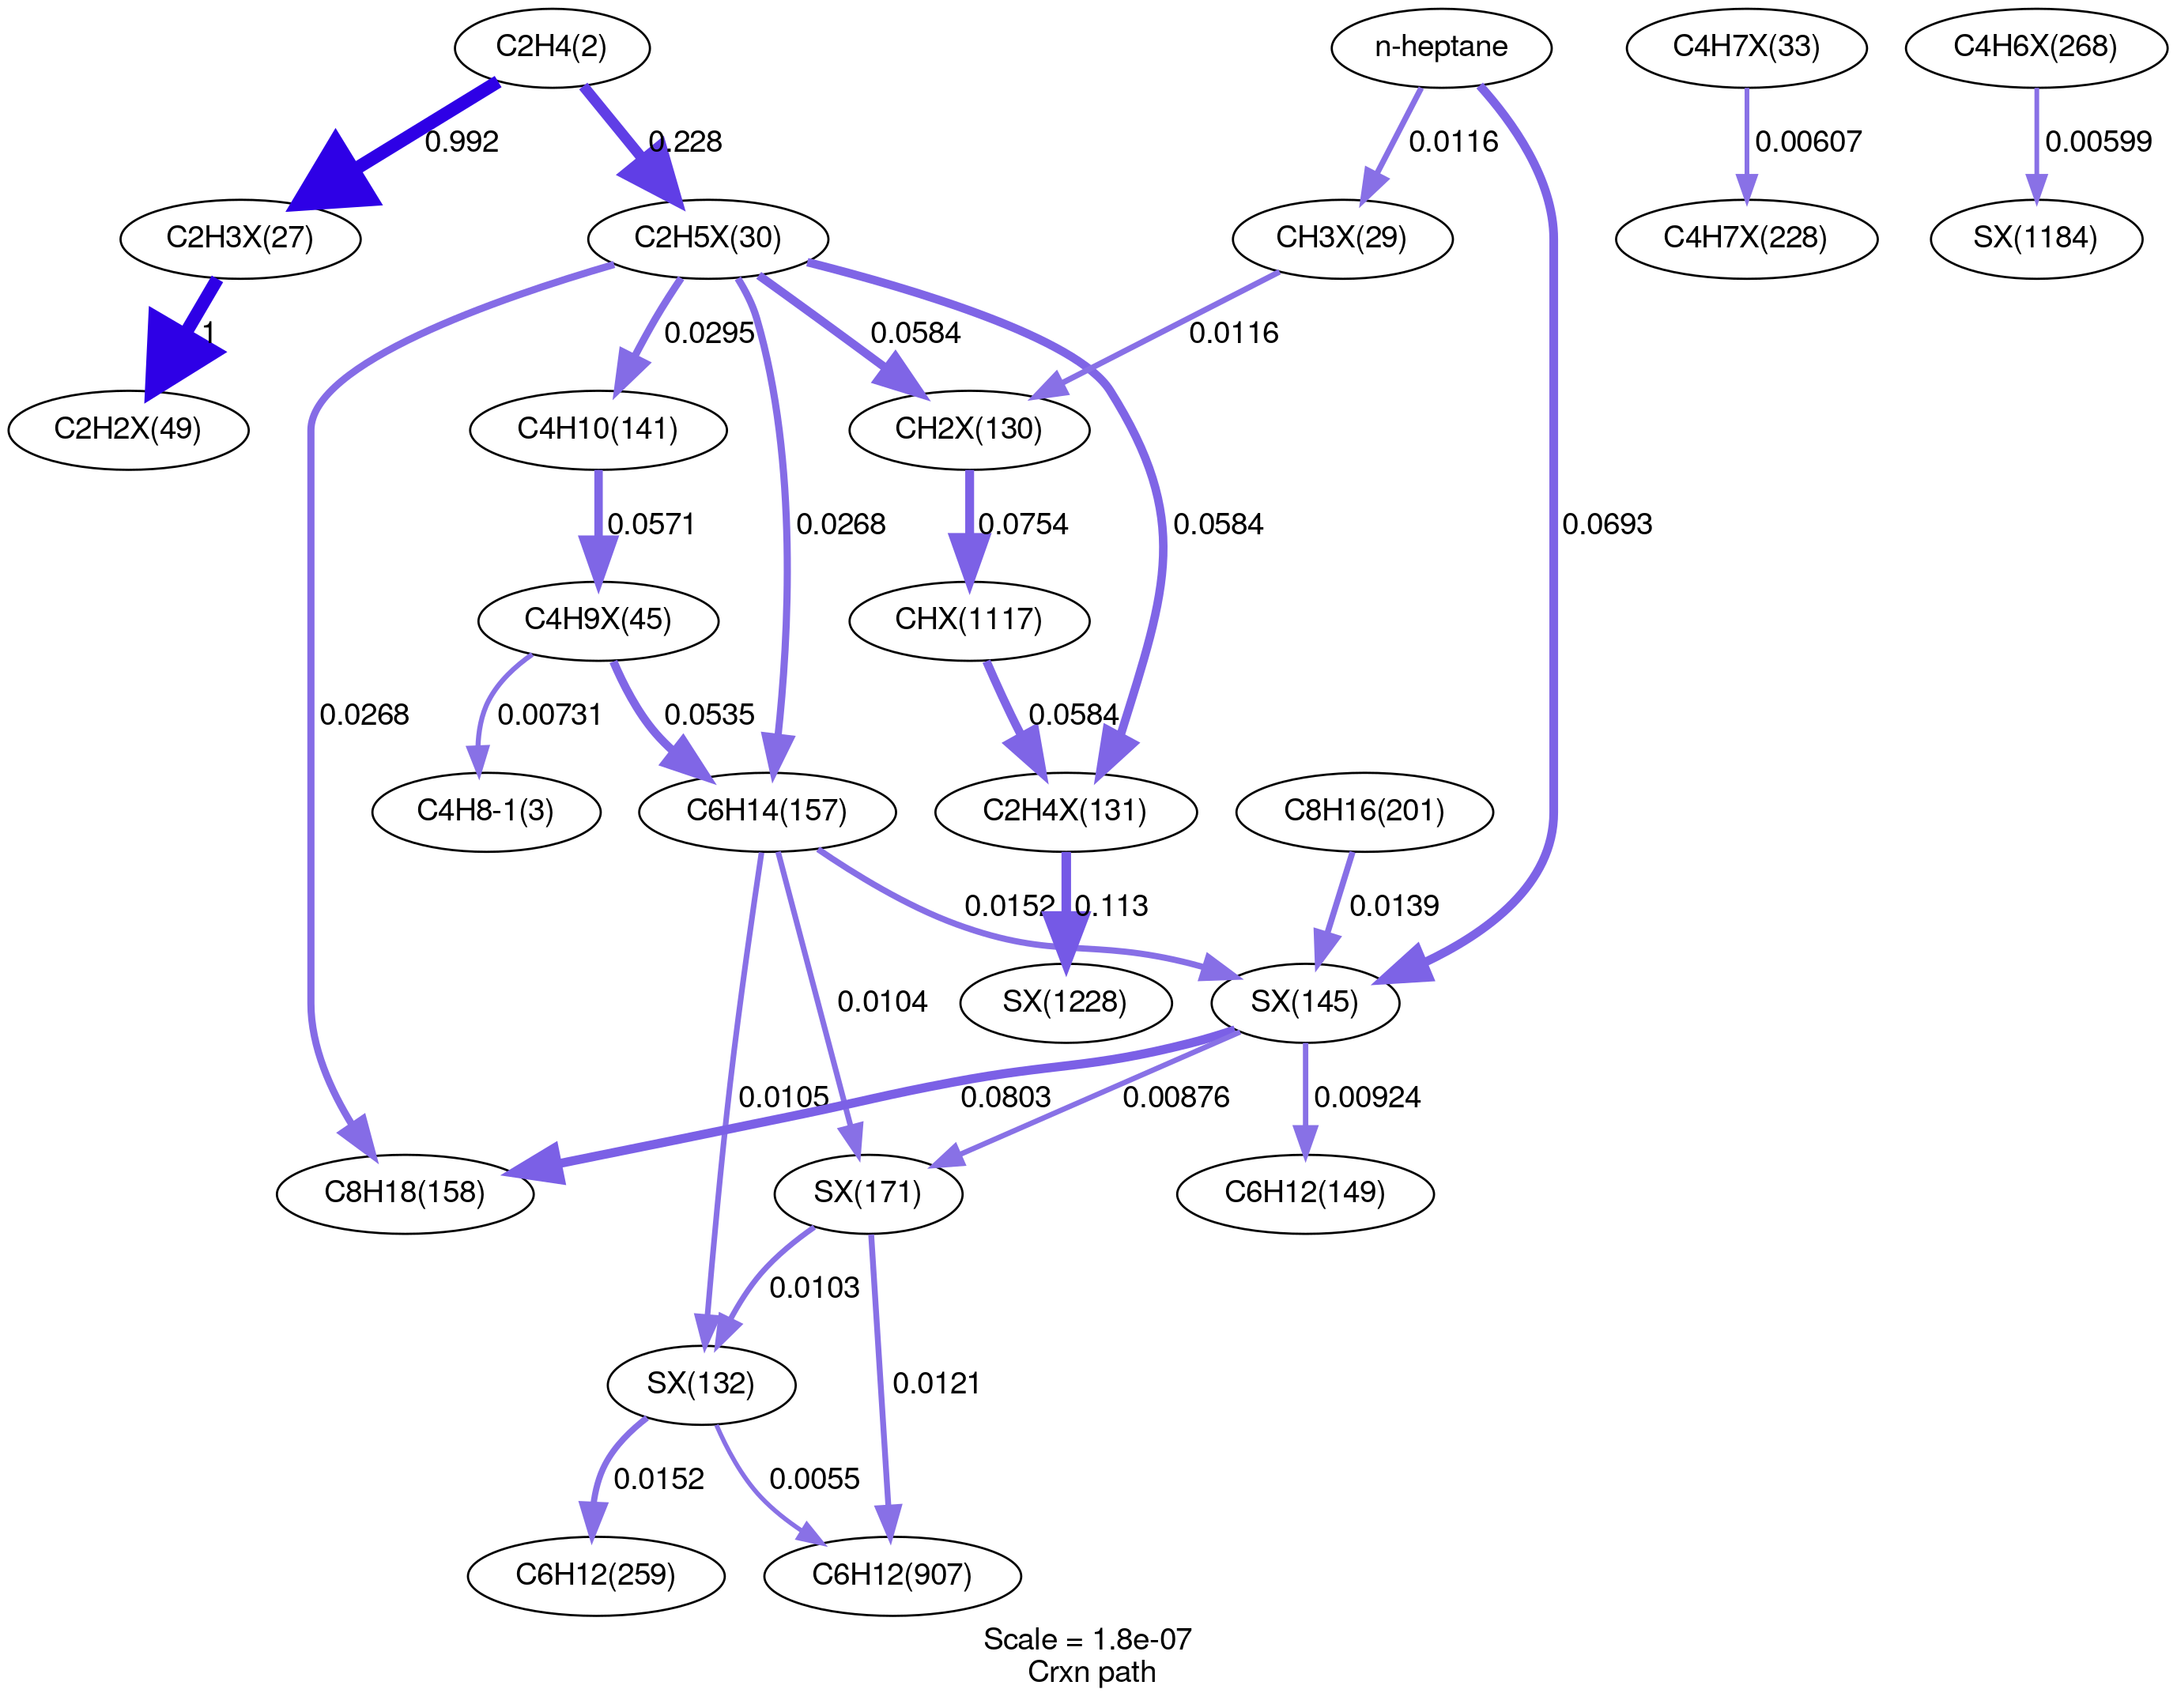 C2H4(2)
n-heptane
C4H7X(33)
C4H6X(268)
0.992
0.228
0.0116
0.00607
0.00599
C2H3X(27)
C2H5X(30)
CH3X(29)
C4H7X(228)
SX(1184)
1
0.0295
0.0584
0.0116
C2H2X(49)
C4H10(141)
CH2X(130)
0.0571
0.0268
0.0754
0.0584
0.0693
C4H9X(45)
CHX(1117)
0.0268
0.00731
0.0535
0.0584
C4H8-1(3)
C6H14(157)
C2H4X(131)
C8H16(201)
0.0152
0.113
0.0139
0.0104
SX(1228)
SX(145)
0.0105
0.0803
0.00876
0.00924
C8H18(158)
SX(171)
C6H12(149)
0.0103
SX(132)
0.0121
0.0152
0.0055
C6H12(259)
C6H12(907)
Scale = 1.8e-07
Crxn path